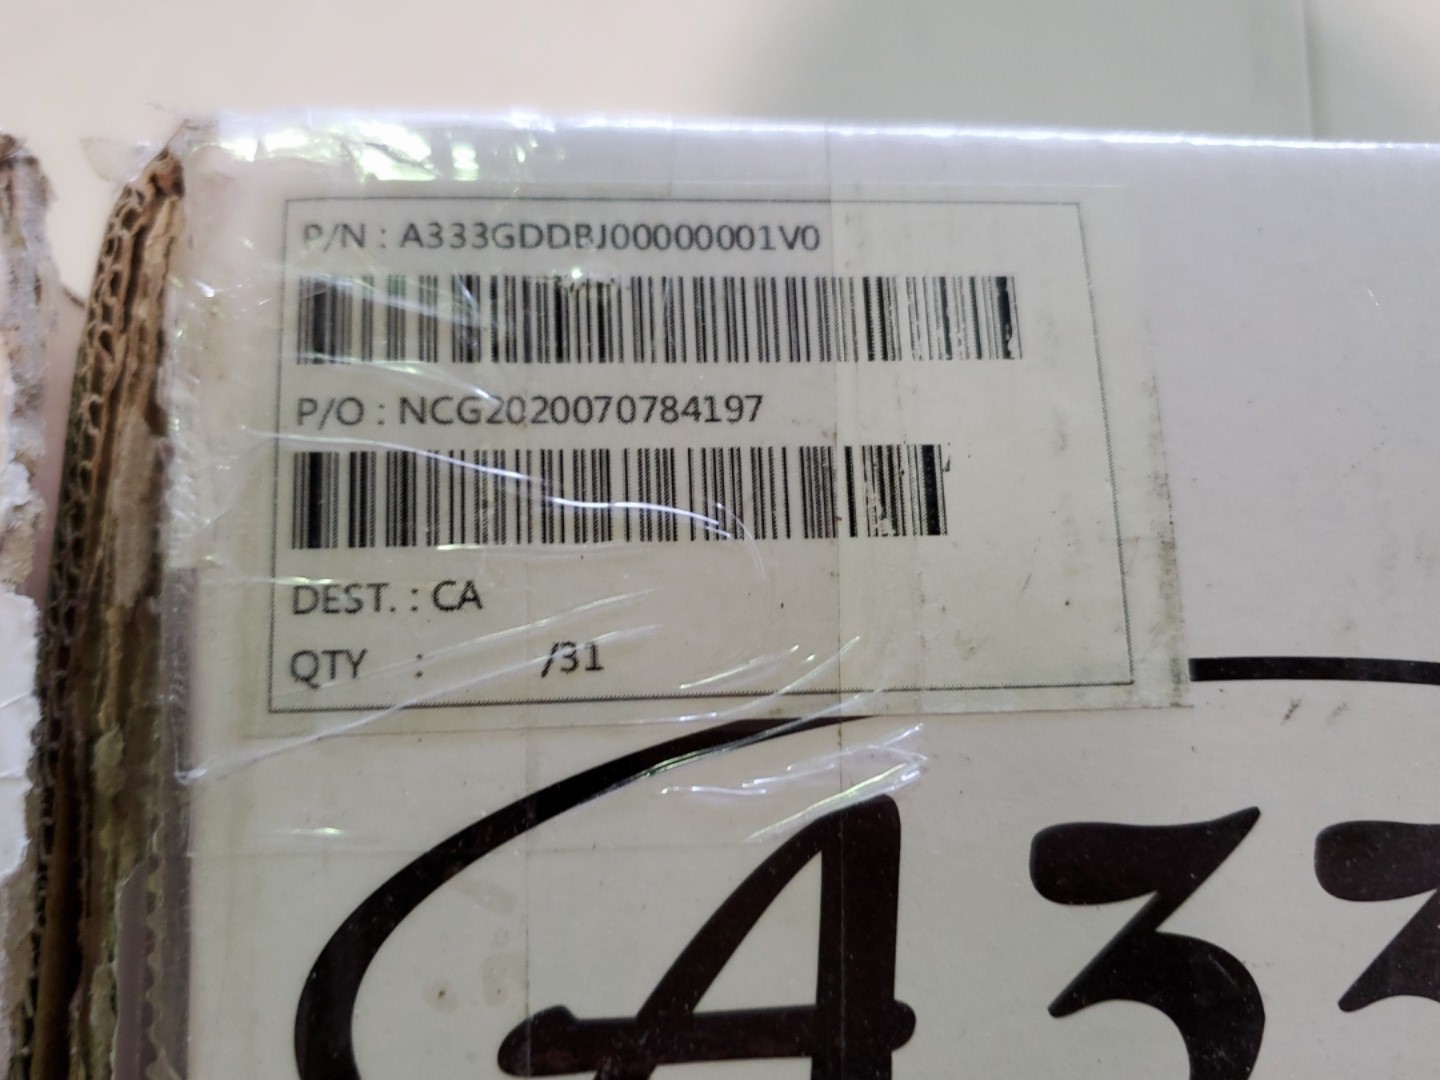 P/N : A333GDDBJ00000001V0
P/O : NCG2020070784197
DEST. : CA
QTY : /31
A33